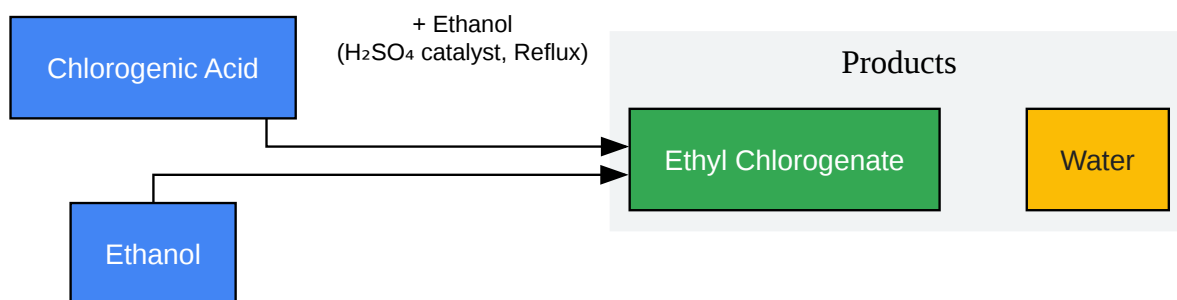 + Ethanol
(H₂SO₄ catalyst, Reflux)
Chlorogenic Acid
Products
Ethyl Chlorogenate
Water
Ethanol